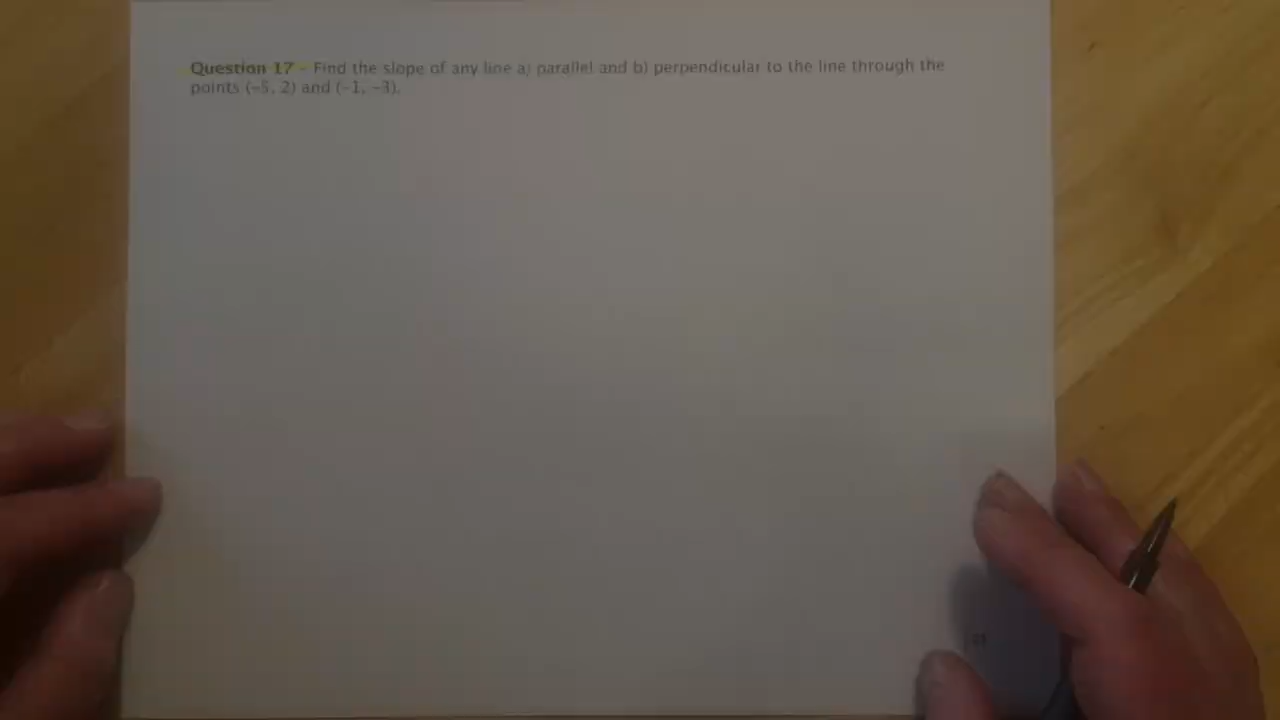 Question 17 - Find the slope of any line a) parallel and b) perpendicular to the line through the
points (-5, 2) and (-1, -3).